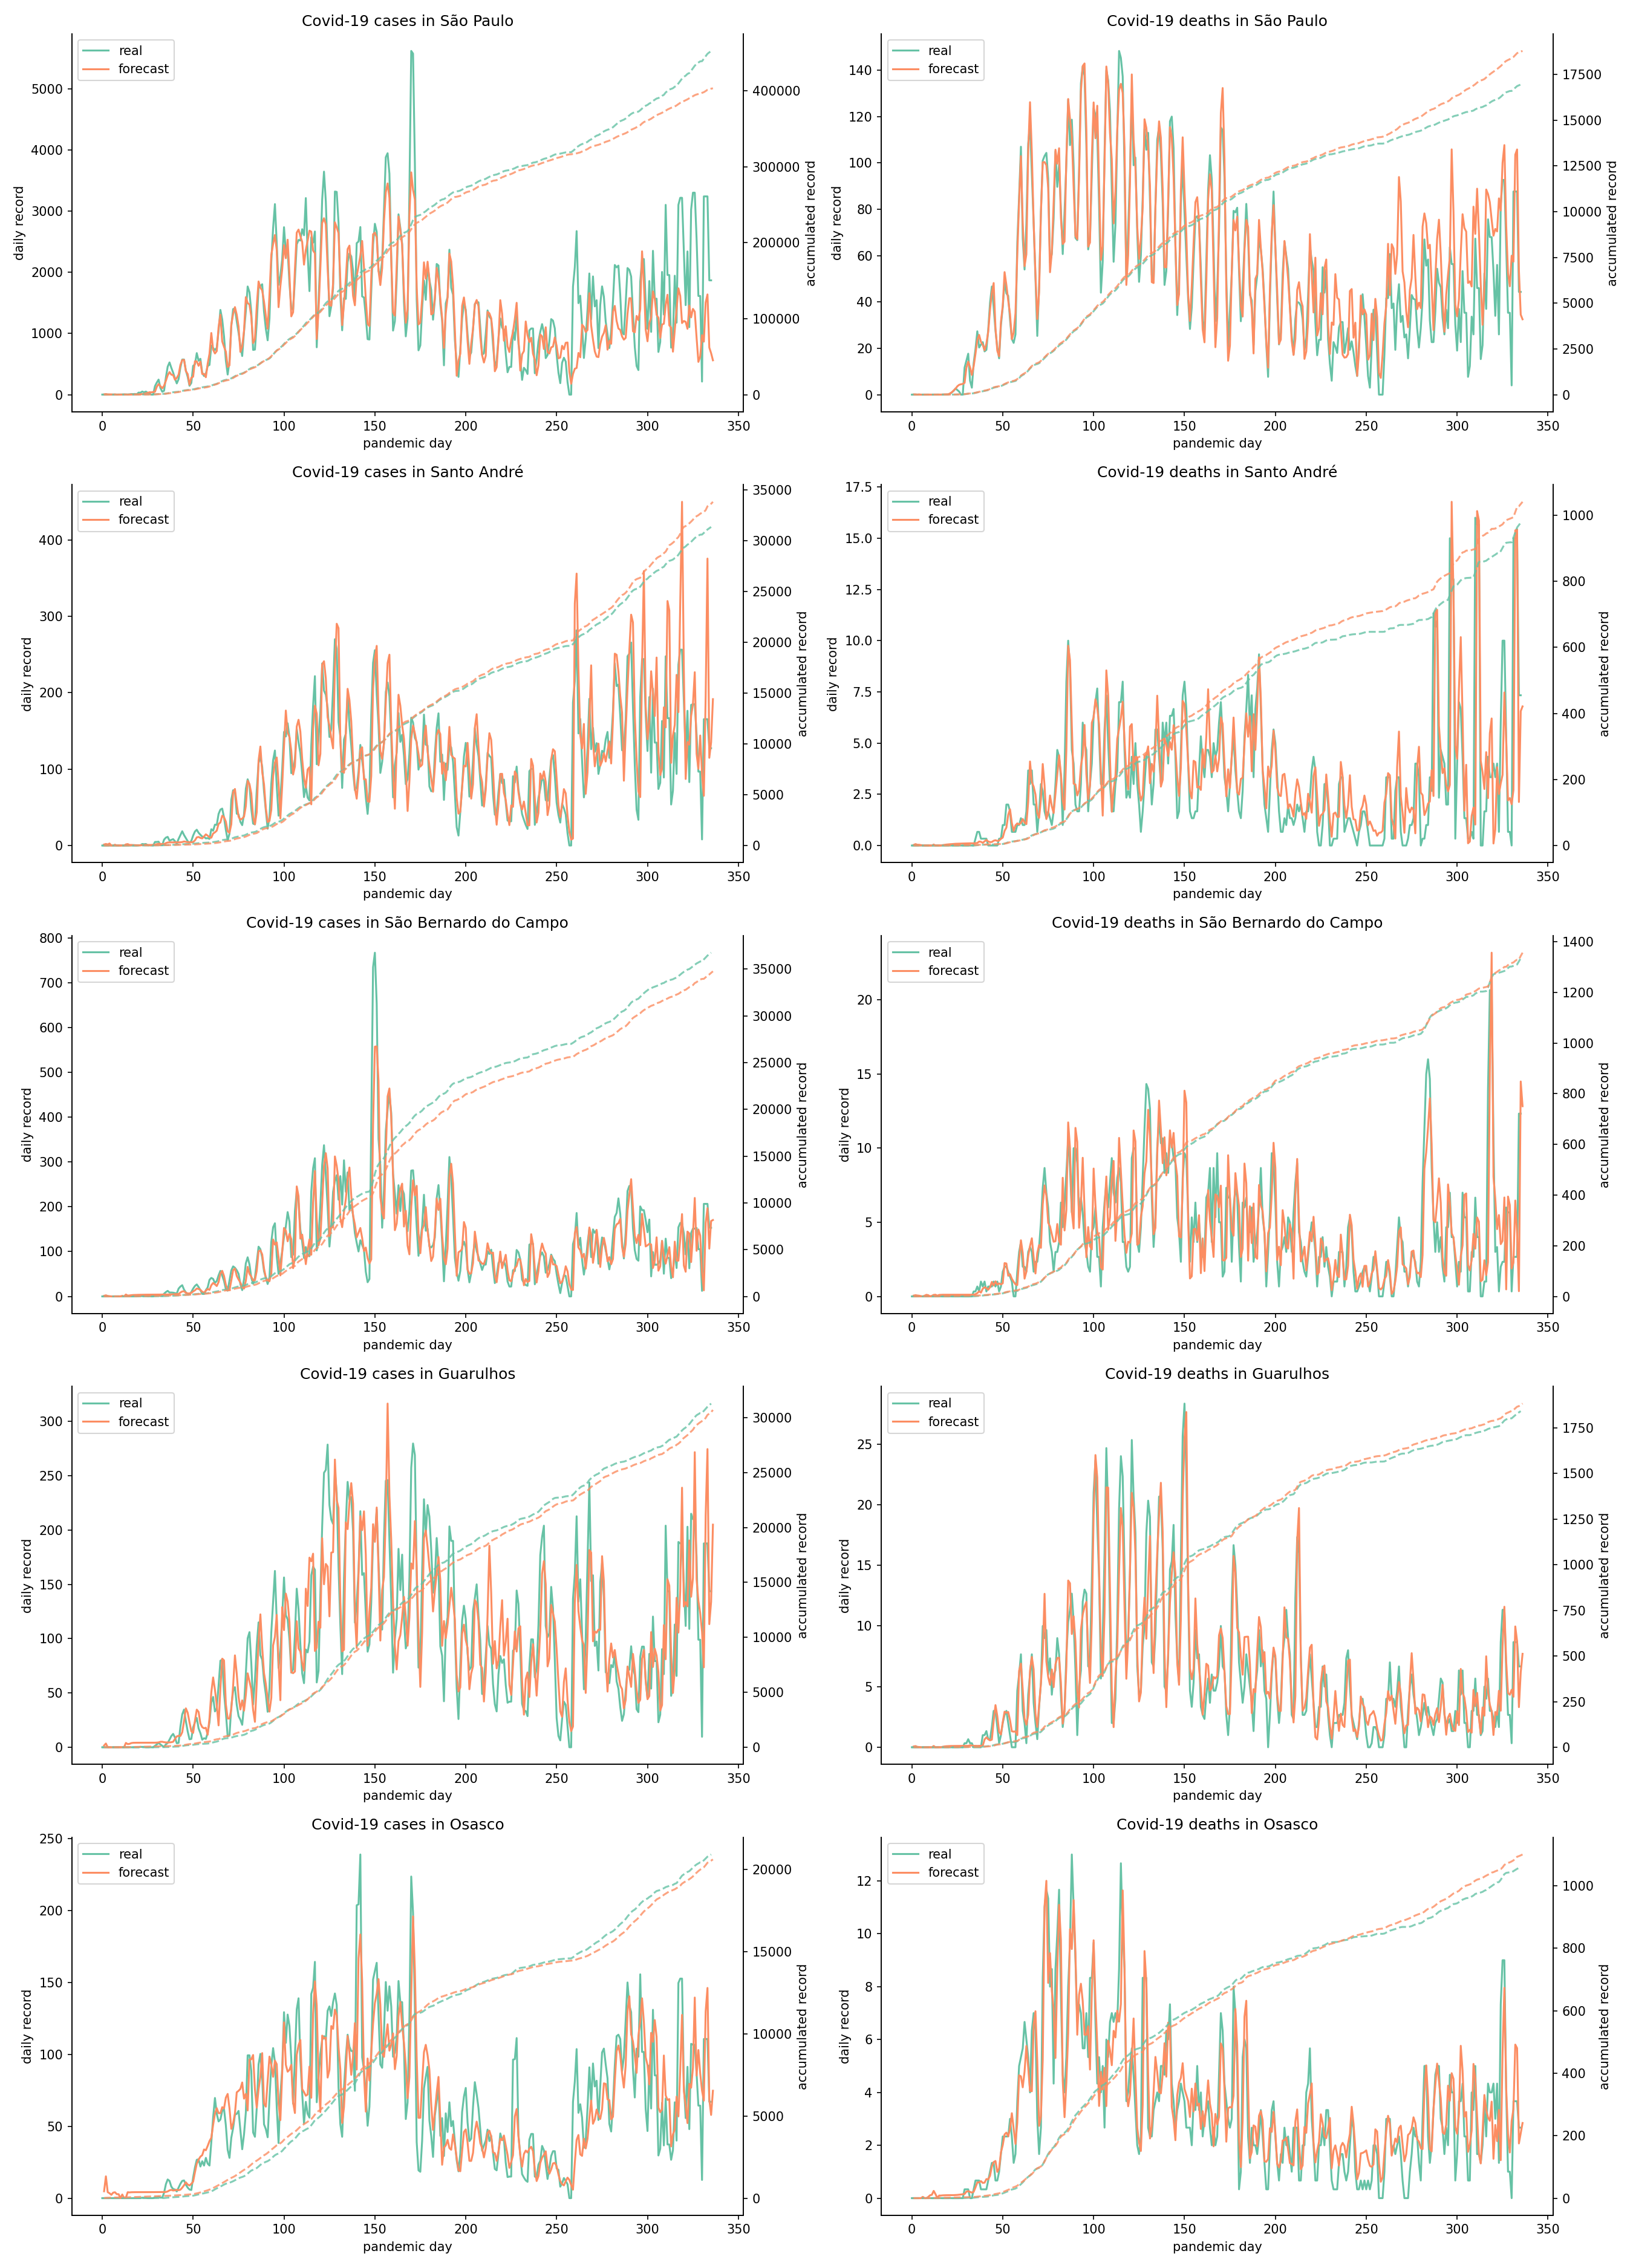 Covid-19 cases in São Paulo
real
forecast
daily record
accumulated record
0
1000
2000
3000
4000
5000
0
100000
200000
300000
400000
0 50 100 150 200 250 300 350
pandemic day
Covid-19 deaths in São Paulo
real
forecast
daily record
accumulated record
0
20
40
60
80
100
120
140
0
2500
5000
7500
10000
12500
15000
17500
0 50 100 150 200 250 300 350
pandemic day
Covid-19 cases in Santo André
real
forecast
daily record
accumulated record
0
100
200
300
400
0
5000
10000
15000
20000
25000
30000
35000
0 50 100 150 200 250 300 350
pandemic day
Covid-19 deaths in Santo André
real
forecast
daily record
accumulated record
0.0
2.5
5.0
7.5
10.0
12.5
15.0
17.5
0
200
400
600
800
1000
0 50 100 150 200 250 300 350
pandemic day
Covid-19 cases in São Bernardo do Campo
real
forecast
daily record
accumulated record
0
100
200
300
400
500
600
700
800
0
5000
10000
15000
20000
25000
30000
35000
0 50 100 150 200 250 300 350
pandemic day
Covid-19 deaths in São Bernardo do Campo
real
forecast
daily record
accumulated record
0
5
10
15
20
0
200
400
600
800
1000
1200
1400
0 50 100 150 200 250 300 350
pandemic day
Covid-19 cases in Guarulhos
real
forecast
daily record
accumulated record
0
50
100
150
200
250
300
0
5000
10000
15000
20000
25000
30000
0 50 100 150 200 250 300 350
pandemic day
Covid-19 deaths in Guarulhos
real
forecast
daily record
accumulated record
0
5
10
15
20
25
0
250
500
750
1000
1250
1500
1750
0 50 100 150 200 250 300 350
pandemic day
Covid-19 cases in Osasco
real
forecast
daily record
accumulated record
0
50
100
150
200
250
0
5000
10000
15000
20000
0 50 100 150 200 250 300 350
pandemic day
Covid-19 deaths in Osasco
real
forecast
daily record
accumulated record
0
2
4
6
8
10
12
0
200
400
600
800
1000
0 50 100 150 200 250 300 350
pandemic day